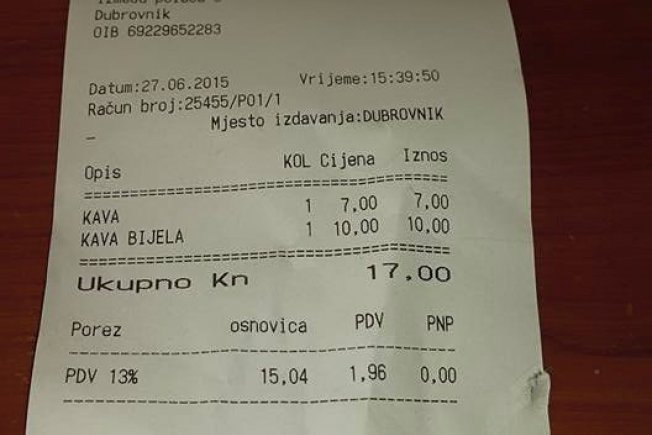 Dubrovnik
OIB 69229652283
Datum:27.06.2015 Vrijeme:15:39:50
Račun broj:25455/P01/1
Mjesto izdavanja:DUBROVNIK
Opis KOL Cijena Iznos
KAVA 1 7,00 7,00
KAVA BIJELA 1 10,00 10,00
Ukupno Kn 17,00
Porez osnovica PDV PNP
PDV 13% 15,04 1,96 0,00